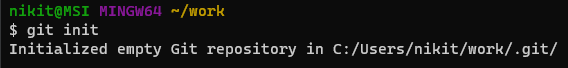 nikit@MSI MINGW64 ~/work
$ git init
Initialized empty Git repository in C:/Users/nikit/work/.git/